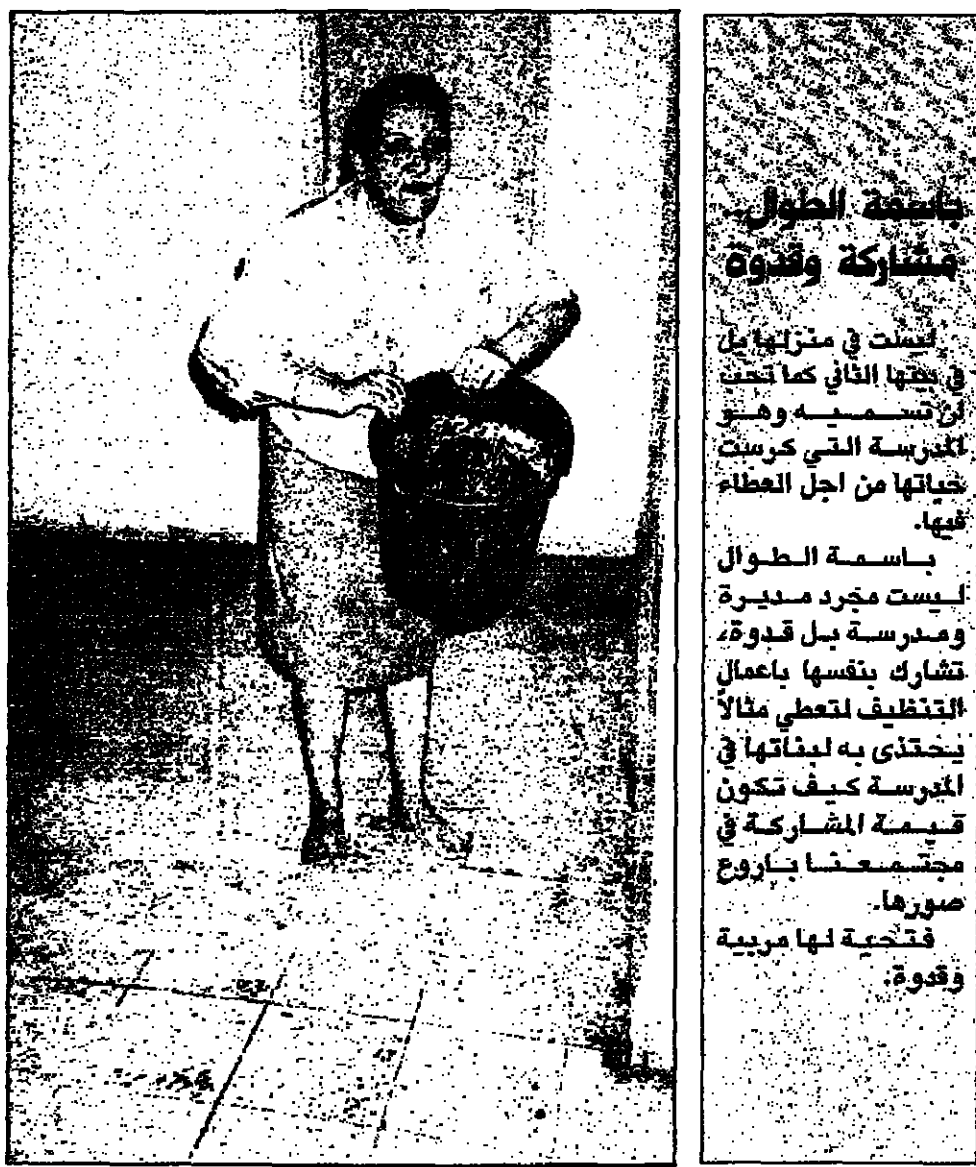 باسمة الطوال..
مشاركة وقدوة
ليست في منزلها بل
في بيتها الثاني كما تحب
ان تسميه وهو
المدرسة التي كرست
حياتها من اجل العطاء
فيها.
باسمة الطوال
ليست مجرد مديرة
ومدرسة بل قدوة،
تشارك بنفسها باعمال
التنظيف لتعطي مثالاً
يحتذى به لبناتها في
المدرسة كيف تكون
قيمة المشاركة في
مجتمعنا باروع
صورها.
فتحية لها مربية
وقدوة.